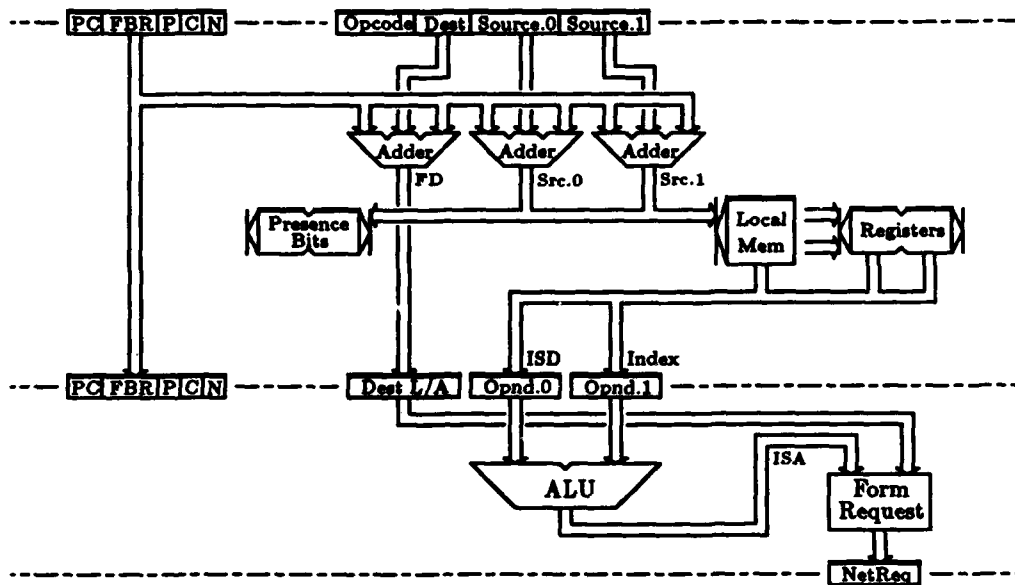 PC FBR P C N Opcode Dest Source.0 Source.1
Adder Adder Adder
FD Src.0 Src.1
Presence
Bits
Local
Mem
Registers
ISD Index
PC FBR P C N Dest L/A Opnd.0 Opnd.1
ISA
ALU
Form
Request
NetReq